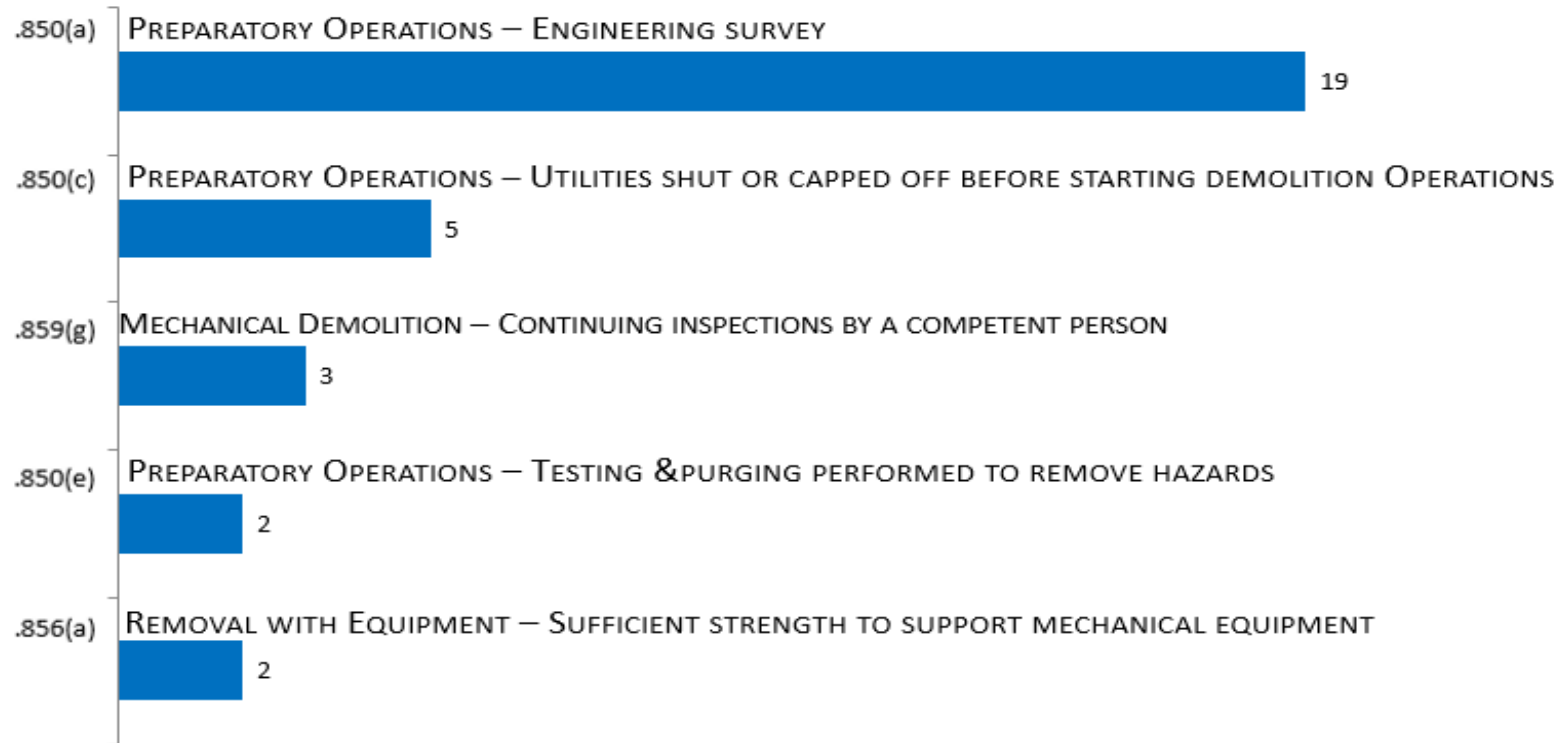 .850(a) Preparatory Operations – Engineering survey
19
.850(c) Preparatory Operations – Utilities shut or capped off before starting demolition Operations
5
.859(g) Mechanical Demolition – Continuing inspections by a competent person
3
.850(e) Preparatory Operations – Testing &purging performed to remove hazards
2
.856(a) Removal with Equipment – Sufficient strength to support mechanical equipment
2